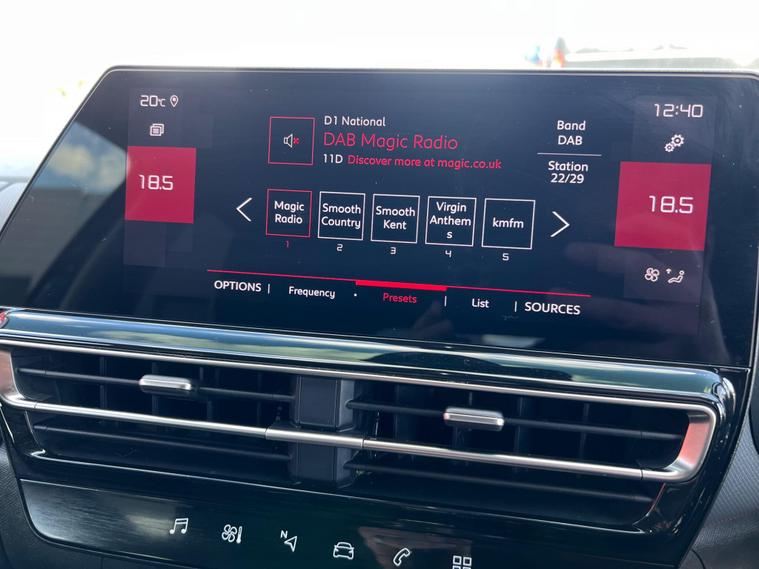 20°C
12:40
D1 National
DAB Magic Radio
11D Discover more at magic.co.uk
Band
DAB
Station
22/29
18.5
18.5
Magic
Radio
1
Smooth
Country
2
Smooth
Kent
3
Virgin
Anthem
s
4
kmfm
5
OPTIONS | Frequency • Presets | List | SOURCES
N